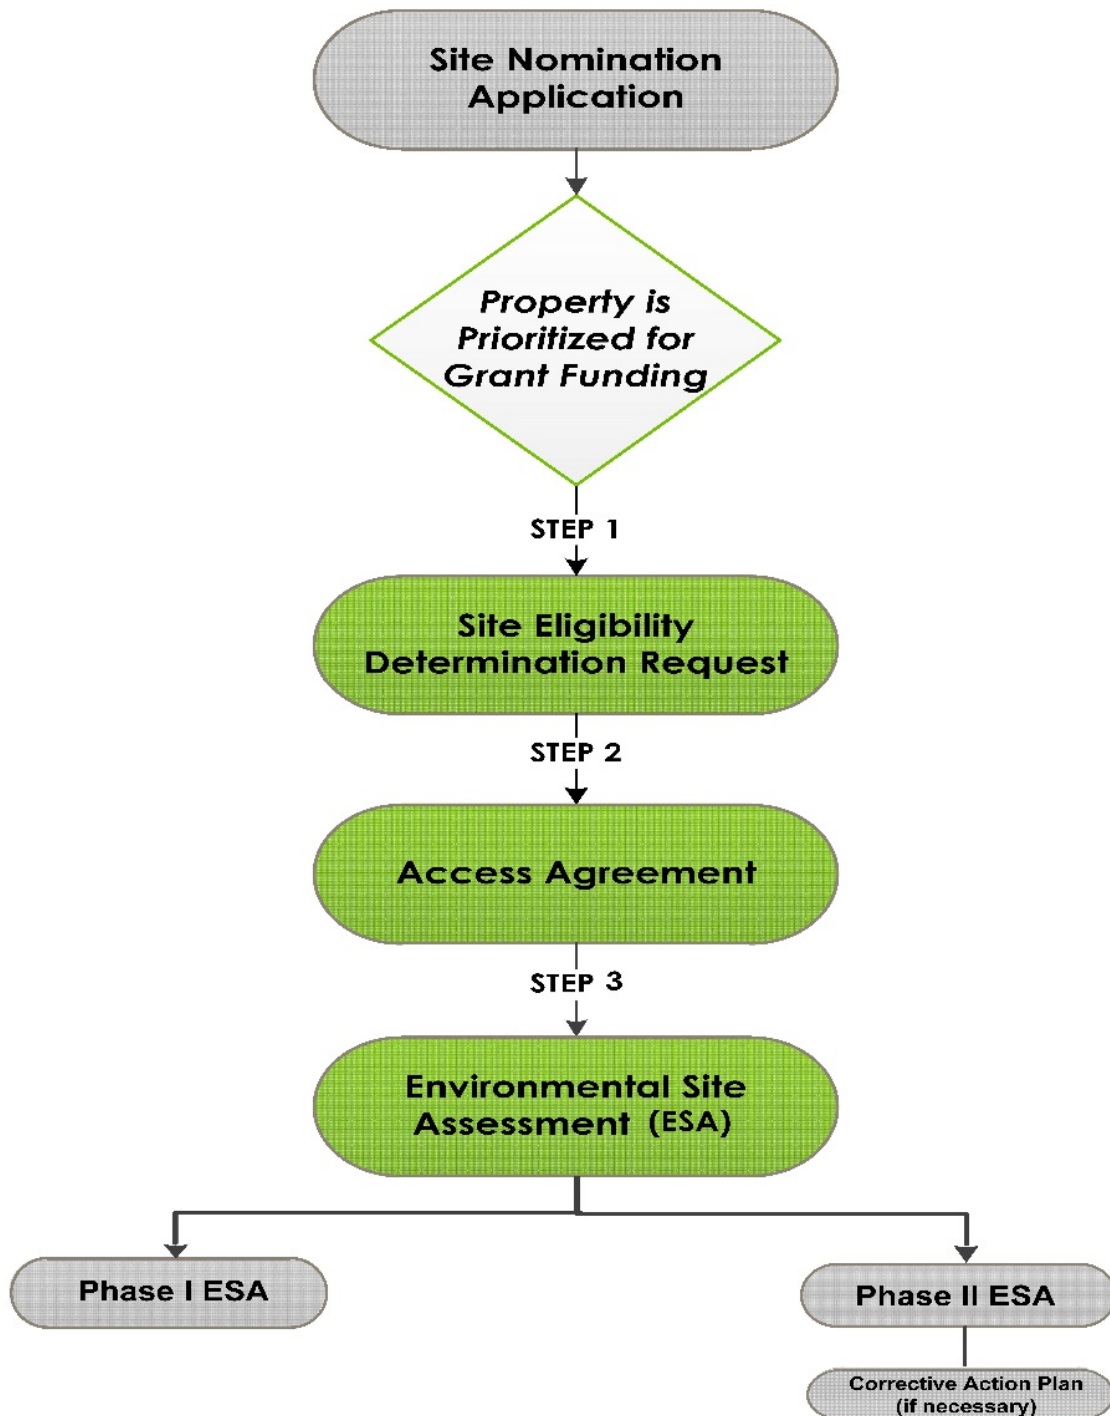 Site Nomination
Application
Property is
Prioritized for
Grant Funding
STEP 1
Site Eligibility
Determination Request
STEP 2
Access Agreement
STEP 3
Environmental Site
Assessment (ESA)
Phase I ESA
Phase II ESA
Corrective Action Plan
(if necessary)